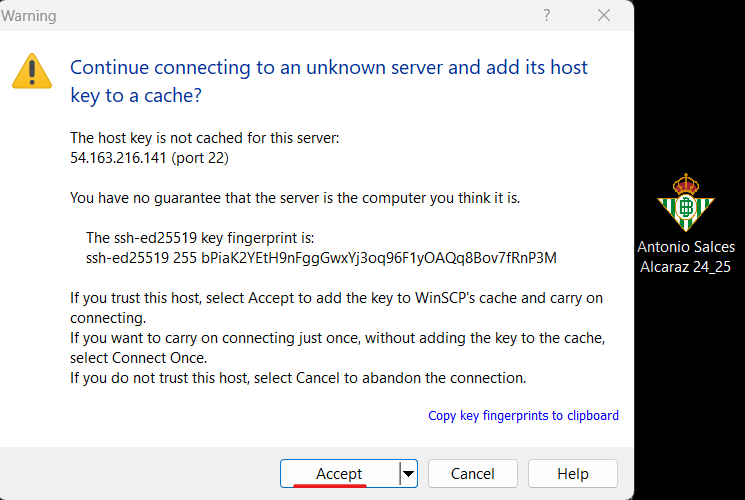 Warning
?
Continue connecting to an unknown server and add its host
key to a cache?
The host key is not cached for this server:
54.163.216.141 (port 22)
You have no guarantee that the server is the computer you think it is.
The ssh-ed25519 key fingerprint is:
ssh-ed25519 255 bPiaK2YEtH9nFggGwxYj3oq96F1yOAQq8Bov7fRnP3M
If you trust this host, select Accept to add the key to WinSCP's cache and carry on
connecting.
If you want to carry on connecting just once, without adding the key to the cache,
select Connect Once.
If you do not trust this host, select Cancel to abandon the connection.
Copy key fingerprints to clipboard
Accept
Cancel
Help
Antonio Salces
Alcaraz 24_25